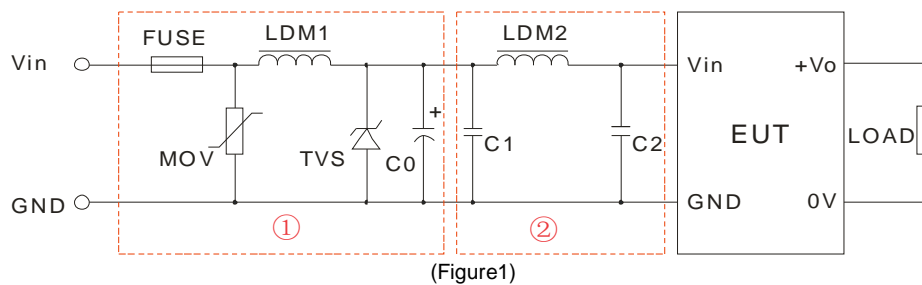 FUSE
LDM1
LDM2
Vin
Vin
+Vo
+
MOV
TVS
C0
C1
C2
EUT
LOAD
GND
GND
0V
①
②
(Figure1)